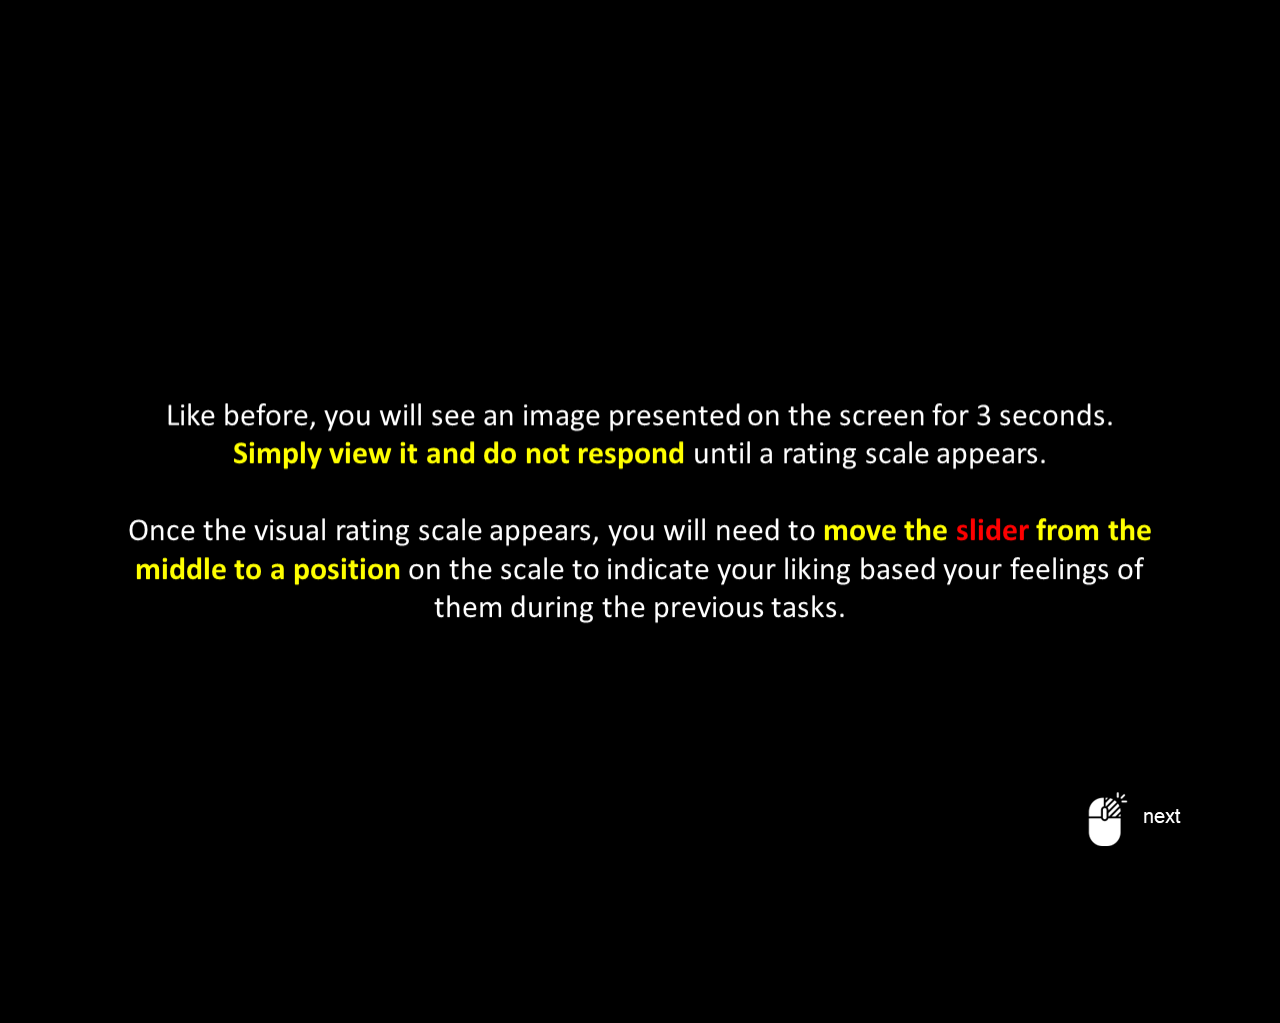 Like before, you will see an image presented on the screen for 3 seconds.
Simply view it and do not respond until a rating scale appears.
Once the visual rating scale appears, you will need to move the slider from the
middle to a position on the scale to indicate your liking based your feelings of
them during the previous tasks.
next